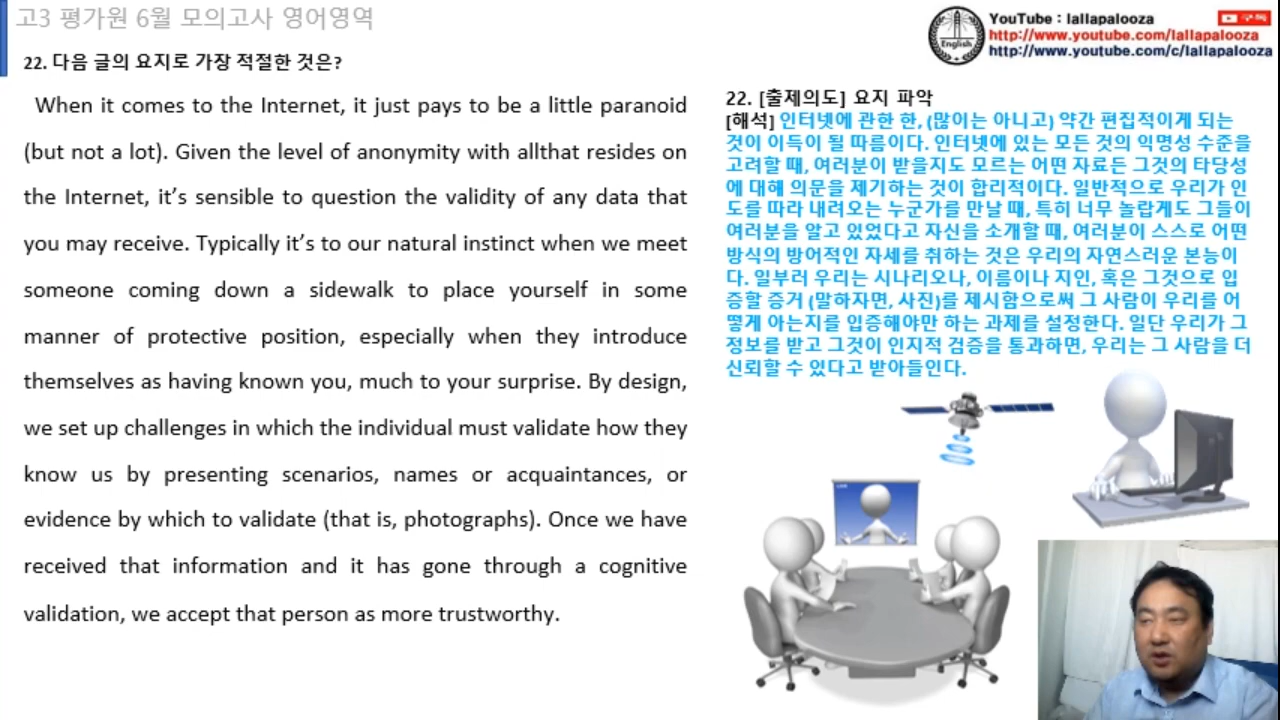 고3 평가원 6월 모의고사 영어영역
YouTube : lallapalooza
구독
http://www.youtube.com/lallapalooza
http://www.youtube.com/c/lallapalooza
English
22. 다음 글의 요지로 가장 적절한 것은?
When it comes to the Internet, it just pays to be a little paranoid
(but not a lot). Given the level of anonymity with allthat resides on
the Internet, it’s sensible to question the validity of any data that
you may receive. Typically it’s to our natural instinct when we meet
someone coming down a sidewalk to place yourself in some
manner of protective position, especially when they introduce
themselves as having known you, much to your surprise. By design,
we set up challenges in which the individual must validate how they
know us by presenting scenarios, names or acquaintances, or
evidence by which to validate (that is, photographs). Once we have
received that information and it has gone through a cognitive
validation, we accept that person as more trustworthy.
22. [출제의도] 요지 파악
[해석] 인터넷에 관한 한, (많이는 아니고) 약간 편집적이게 되는
것이 이득이 될 따름이다. 인터넷에 있는 모든 것의 익명성 수준을
고려할 때, 여러분이 받을지도 모르는 어떤 자료든 그것의 타당성
에 대해 의문을 제기하는 것이 합리적이다. 일반적으로 우리가 인
도를 따라 내려오는 누군가를 만날 때, 특히 너무 놀랍게도 그들이
여러분을 알고 있었다고 자신을 소개할 때, 여러분이 스스로 어떤
방식의 방어적인 자세를 취하는 것은 우리의 자연스러운 본능이
다. 일부러 우리는 시나리오나, 이름이나 지인, 혹은 그것으로 입
증할 증거 (말하자면, 사진)를 제시함으로써 그 사람이 우리를 어
떻게 아는지를 입증해야만 하는 과제를 설정한다. 일단 우리가 그
정보를 받고 그것이 인지적 검증을 통과하면, 우리는 그 사람을 더
신뢰할 수 있다고 받아들인다.